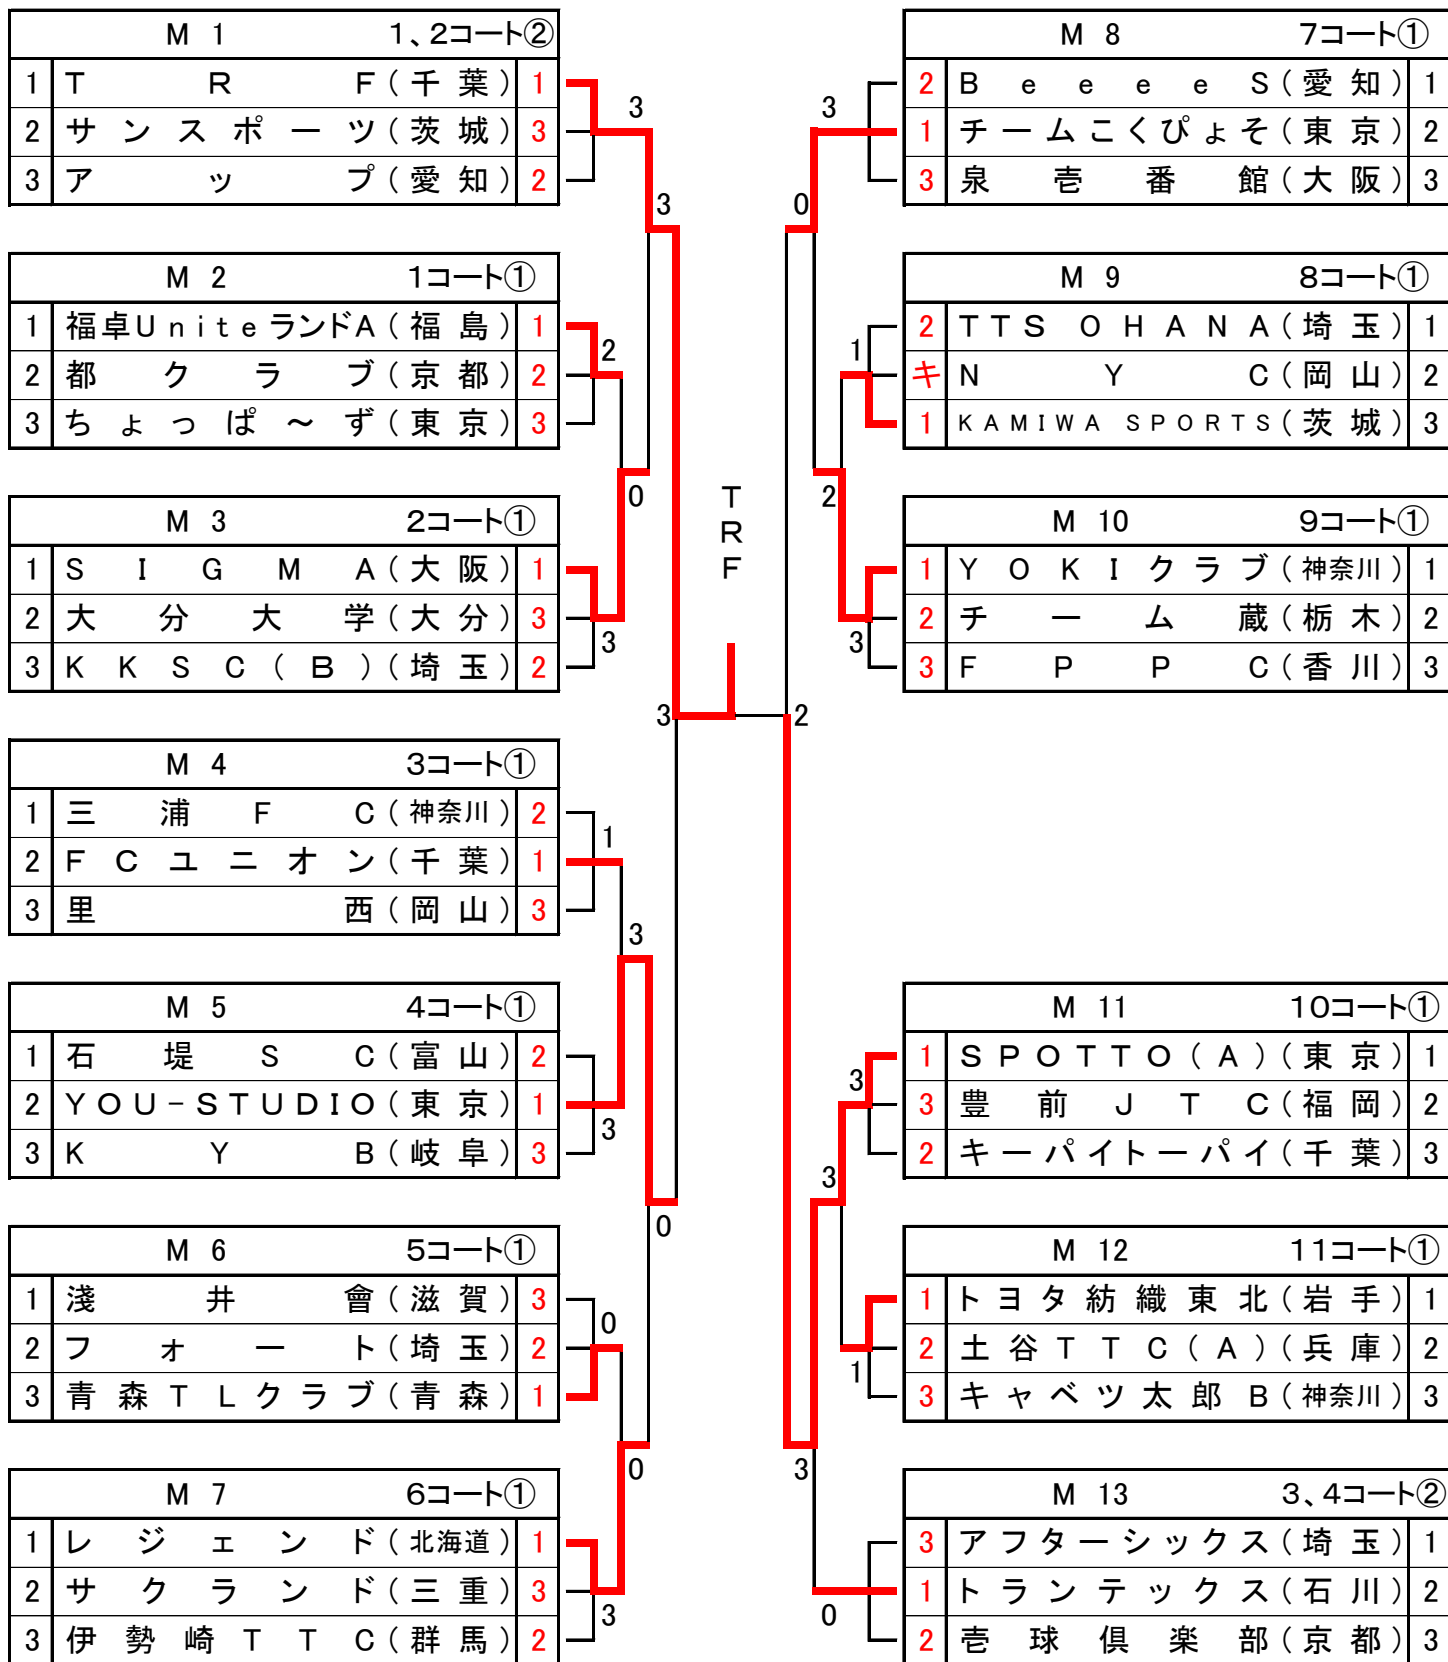 M 1 1、2コート②
1 TRF(千葉) 1
2 サンスポーツ(茨城) 3
3 アップ(愛知) 2
3
3
M 2 1コート①
1 福卓UniteランドA(福島) 1
2 都クラブ(京都) 2
3 ちょっぱ～ず(東京) 3
2
0
M 3 2コート①
1 SIGMA(大阪) 1
2 大分大学(大分) 3
3 KKSC(B)(埼玉) 2
3
3
M 4 3コート①
1 三浦FC(神奈川) 2
2 FCユニオン(千葉) 1
3 里西(岡山) 3
1
3
M 5 4コート①
1 石堤SC(富山) 2
2 YOU-STUDIO(東京) 1
3 KYB(岐阜) 3
3
0
M 6 5コート①
1 淺井會(滋賀) 3
2 フォート(埼玉) 2
3 青森TLクラブ(青森) 1
0
0
M 7 6コート①
1 レジェンド(北海道) 1
2 サクランド(三重) 3
3 伊勢崎TTC(群馬) 2
3
TRF
M 8 7コート①
2 BeeeeS(愛知) 1
1 チームこくぴょそ(東京) 2
3 泉壱番館(大阪) 3
3
0
M 9 8コート①
2 TTS OHANA(埼玉) 1
キ NYC(岡山) 2
1 KAMIWA SPORTS(茨城) 3
1
2
M 10 9コート①
1 YOKIクラブ(神奈川) 1
2 チーム蔵(栃木) 2
3 FPPC(香川) 3
3
2
M 11 10コート①
1 SPOTTO(A)(東京) 1
3 豊前JTC(福岡) 2
2 キーパイトーパイ(千葉) 3
3
3
M 12 11コート①
1 トヨタ紡織東北(岩手) 1
2 土谷TTC(A)(兵庫) 2
3 キャベツ太郎B(神奈川) 3
1
3
M 13 3、4コート②
3 アフターシックス(埼玉) 1
1 トランテックス(石川) 2
2 壱球倶楽部(京都) 3
0